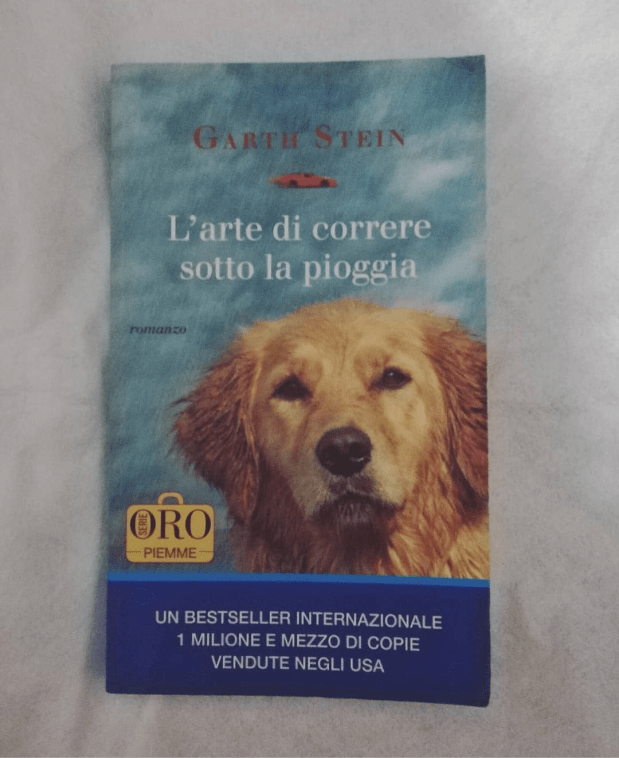 GARTH STEIN
L'arte di correre
sotto la pioggia
romanzo
SERIE
ORO
PIEMME
UN BESTSELLER INTERNAZIONALE
1 MILIONE E MEZZO DI COPIE
VENDUTE NEGLI USA